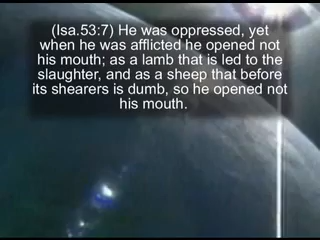 (Isa.53:7) He was oppressed, yet
when he was afflicted he opened not
his mouth; as a lamb that is led to the
slaughter, and as a sheep that before
its shearers is dumb, so he opened not
his mouth.